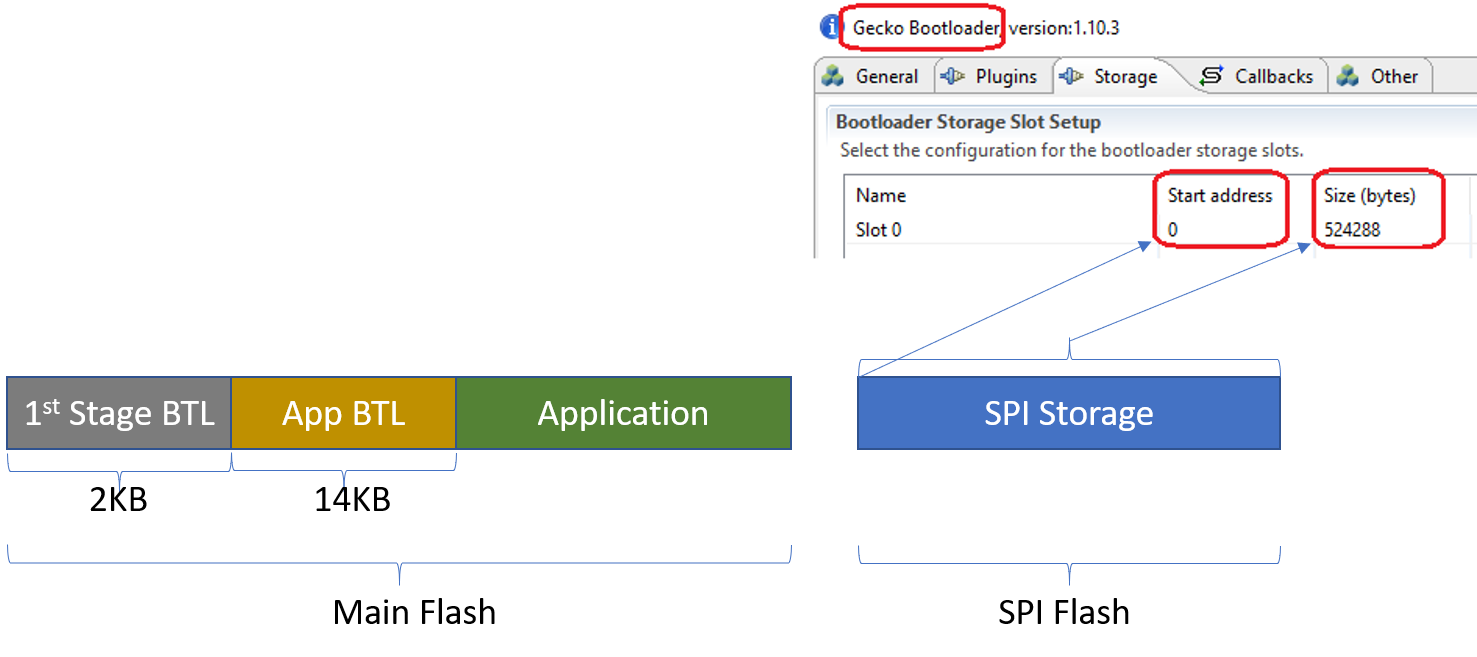 Gecko Bootloader, version:1.10.3
General Plugins Storage Callbacks Other
Bootloader Storage Slot Setup
Select the configuration for the bootloader storage slots.
Name Start address Size (bytes)
Slot 0 0 524288
1st Stage BTL App BTL Application SPI Storage
2KB 14KB
Main Flash SPI Flash